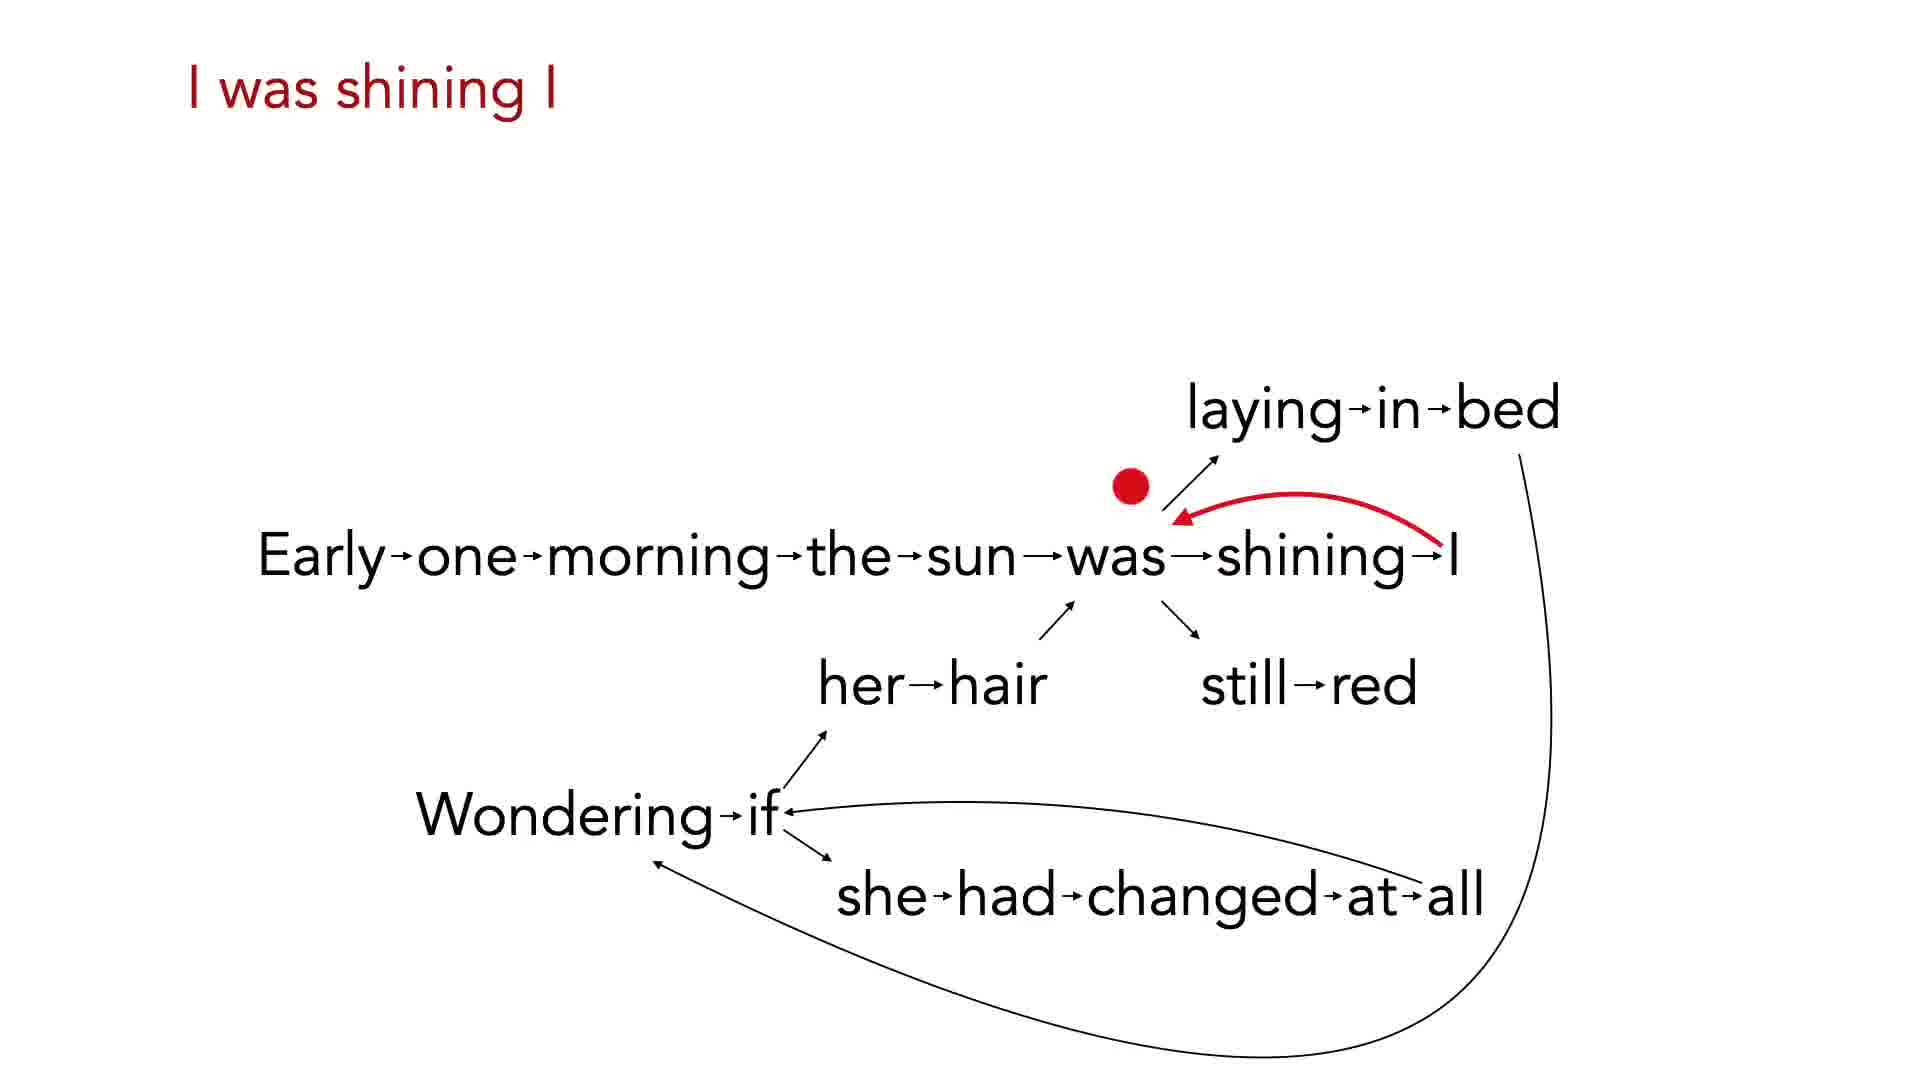 I was shining I
laying in bed
Early one morning the sun was shining I
her hair still red
Wondering if
she had changed at all